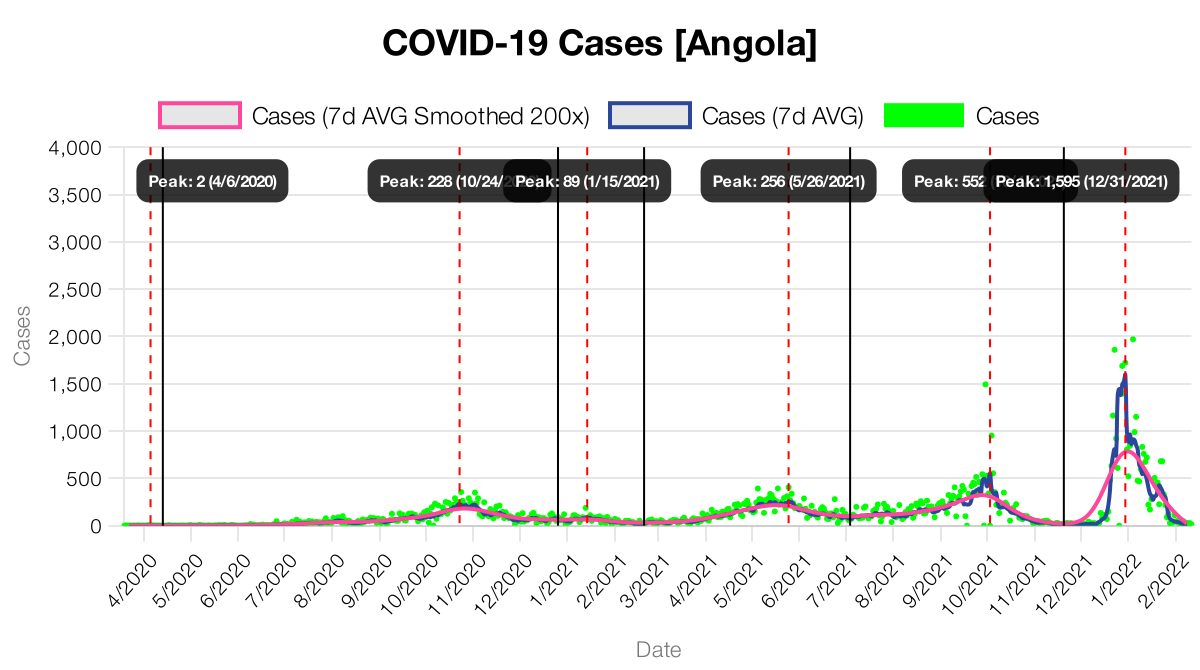 COVID-19 Cases [Angola]
Cases (7d AVG Smoothed 200x) Cases (7d AVG) Cases
4,000
3,500
3,000
2,500
2,000
1,500
1,000
500
0
Cases
Peak: 2 (4/6/2020) Peak: 228 (10/24/ Peak: 89 (1/15/2021) Peak: 256 (5/26/2021) Peak: 552 Peak: 1,595 (12/31/2021)
4/2020 5/2020 6/2020 7/2020 8/2020 9/2020 10/2020 11/2020 12/2020 1/2021 2/2021 3/2021 4/2021 5/2021 6/2021 7/2021 8/2021 9/2021 10/2021 11/2021 12/2021 1/2022 2/2022
Date